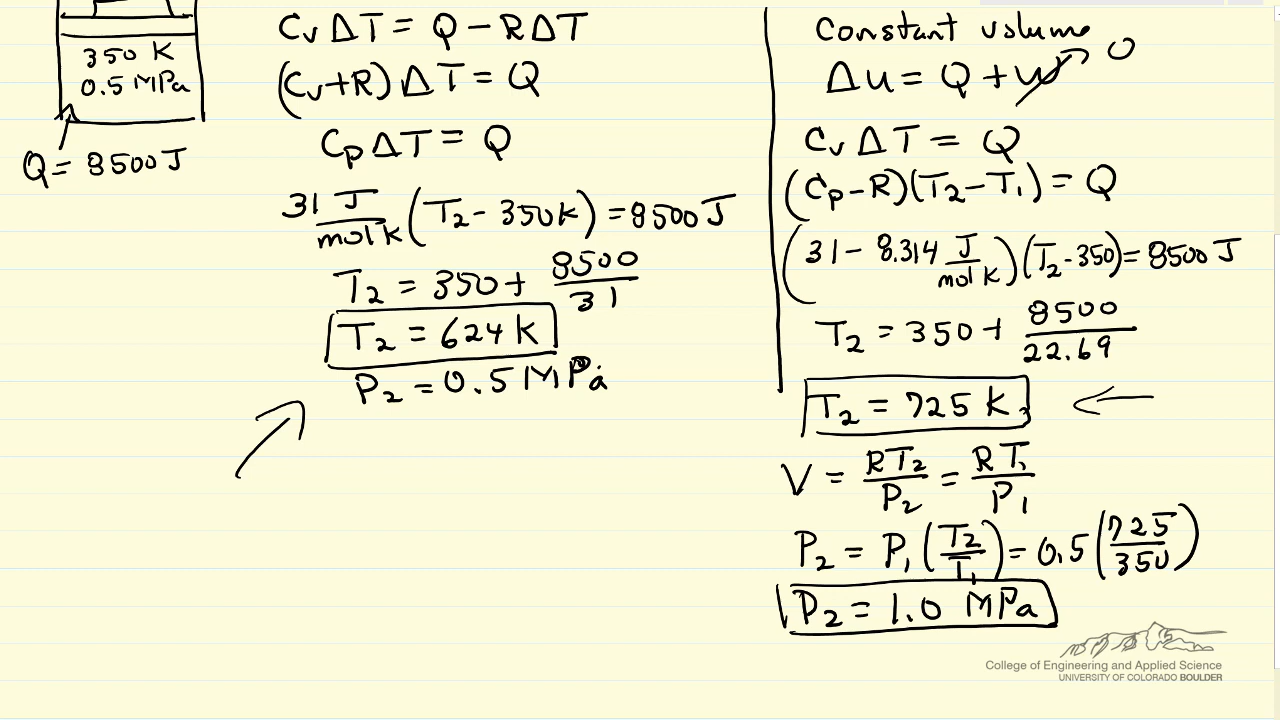 350 K
0.5 MPa
Q = 8500 J
Cv ΔT = Q - RΔT
(Cv+R) ΔT = Q
Cp ΔT = Q
31 J/mol K (T2 - 350K) = 8500 J
T2 = 350 + 8500/31
T2 = 624 K
P2 = 0.5 MPa
Constant volume
ΔU = Q + W → 0
Cv ΔT = Q
(Cp-R)(T2-T1) = Q
(31 - 8.314 J/mol K)(T2-350) = 8500 J
T2 = 350 + 8500/22.69
T2 = 725 K
V = RT2/P2 = RT1/P1
P2 = P1 (T2/T1) = 0.5 (725/350)
P2 = 1.0 MPa
College of Engineering and Applied Science
UNIVERSITY OF COLORADO BOULDER